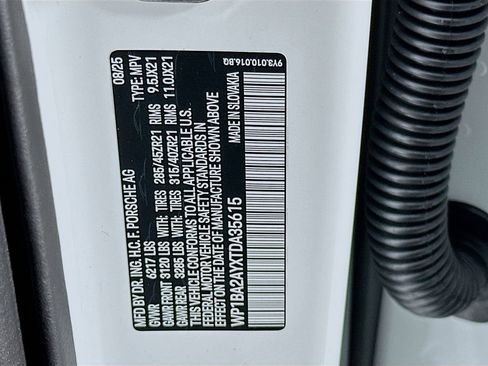 MFD BY DR. ING. H.C. F. PORSCHE AG 08/25
GVWR 6217 LBS TYPE: MPV
GAWR FRONT 3120 LBS WITH TIRES 285/45ZR21 RIMS 9.5JX21
GAWR REAR 3285 LBS WITH TIRES 315/40ZR21 RIMS 11.0JX21
THIS VEHICLE CONFORMS TO ALL APPLICABLE U.S.
FEDERAL MOTOR VEHICLE SAFETY STANDARDS IN
EFFECT ON THE DATE OF MANUFACTURE SHOWN ABOVE
WP1BA2AYXTDA35615 MADE IN SLOVAKIA
9Y3.010.016.BQ